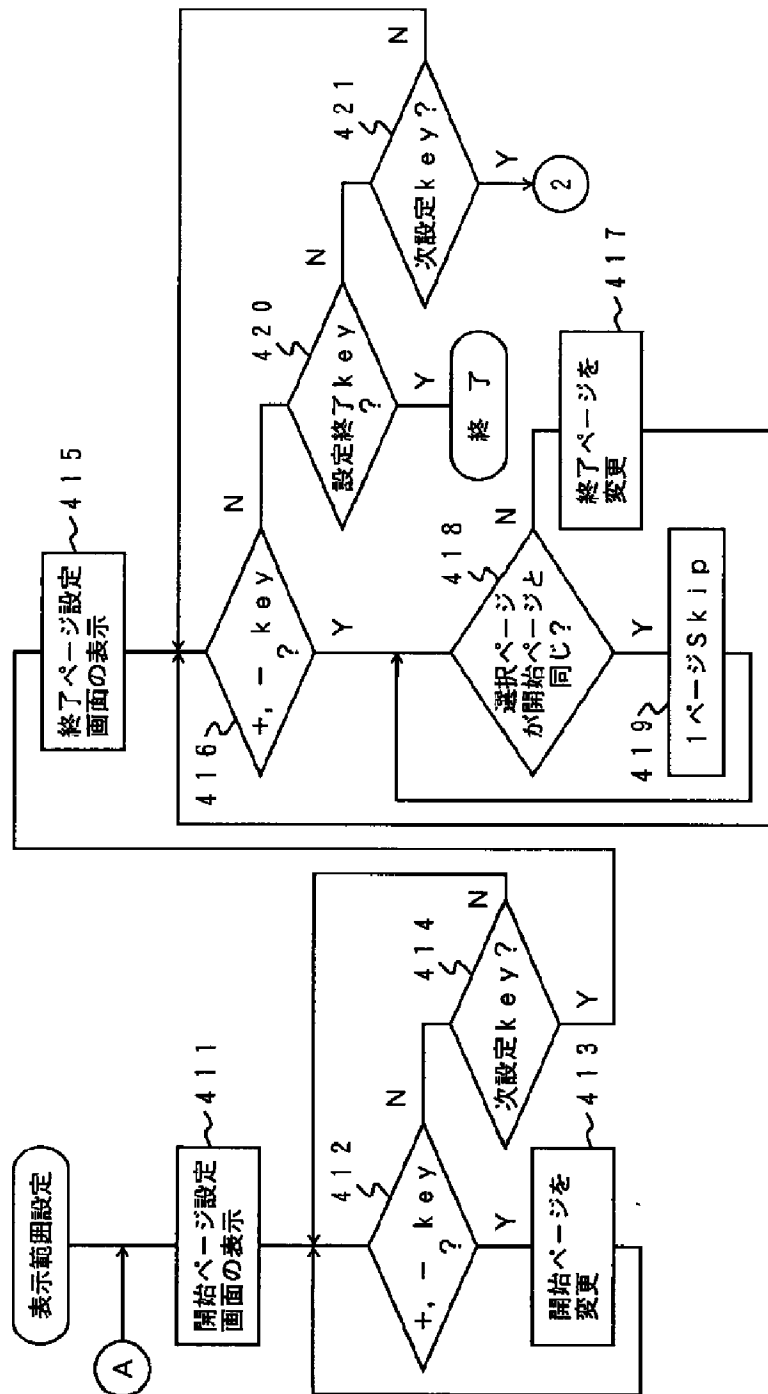 表示範囲設定
A
開始ページ設定
画面の表示
411
+, − key
?
412
N
Y
開始ページを
変更
413
次設定key?
414
N
Y
終了ページ設定
画面の表示
415
+, − key
?
416
N
Y
選択ページ
が開始ページと
同じ?
418
N
Y
1ページSkip
419
終了ページを
変更
417
設定終了key
?
420
N
Y
終了
次設定key?
421
N
Y
2